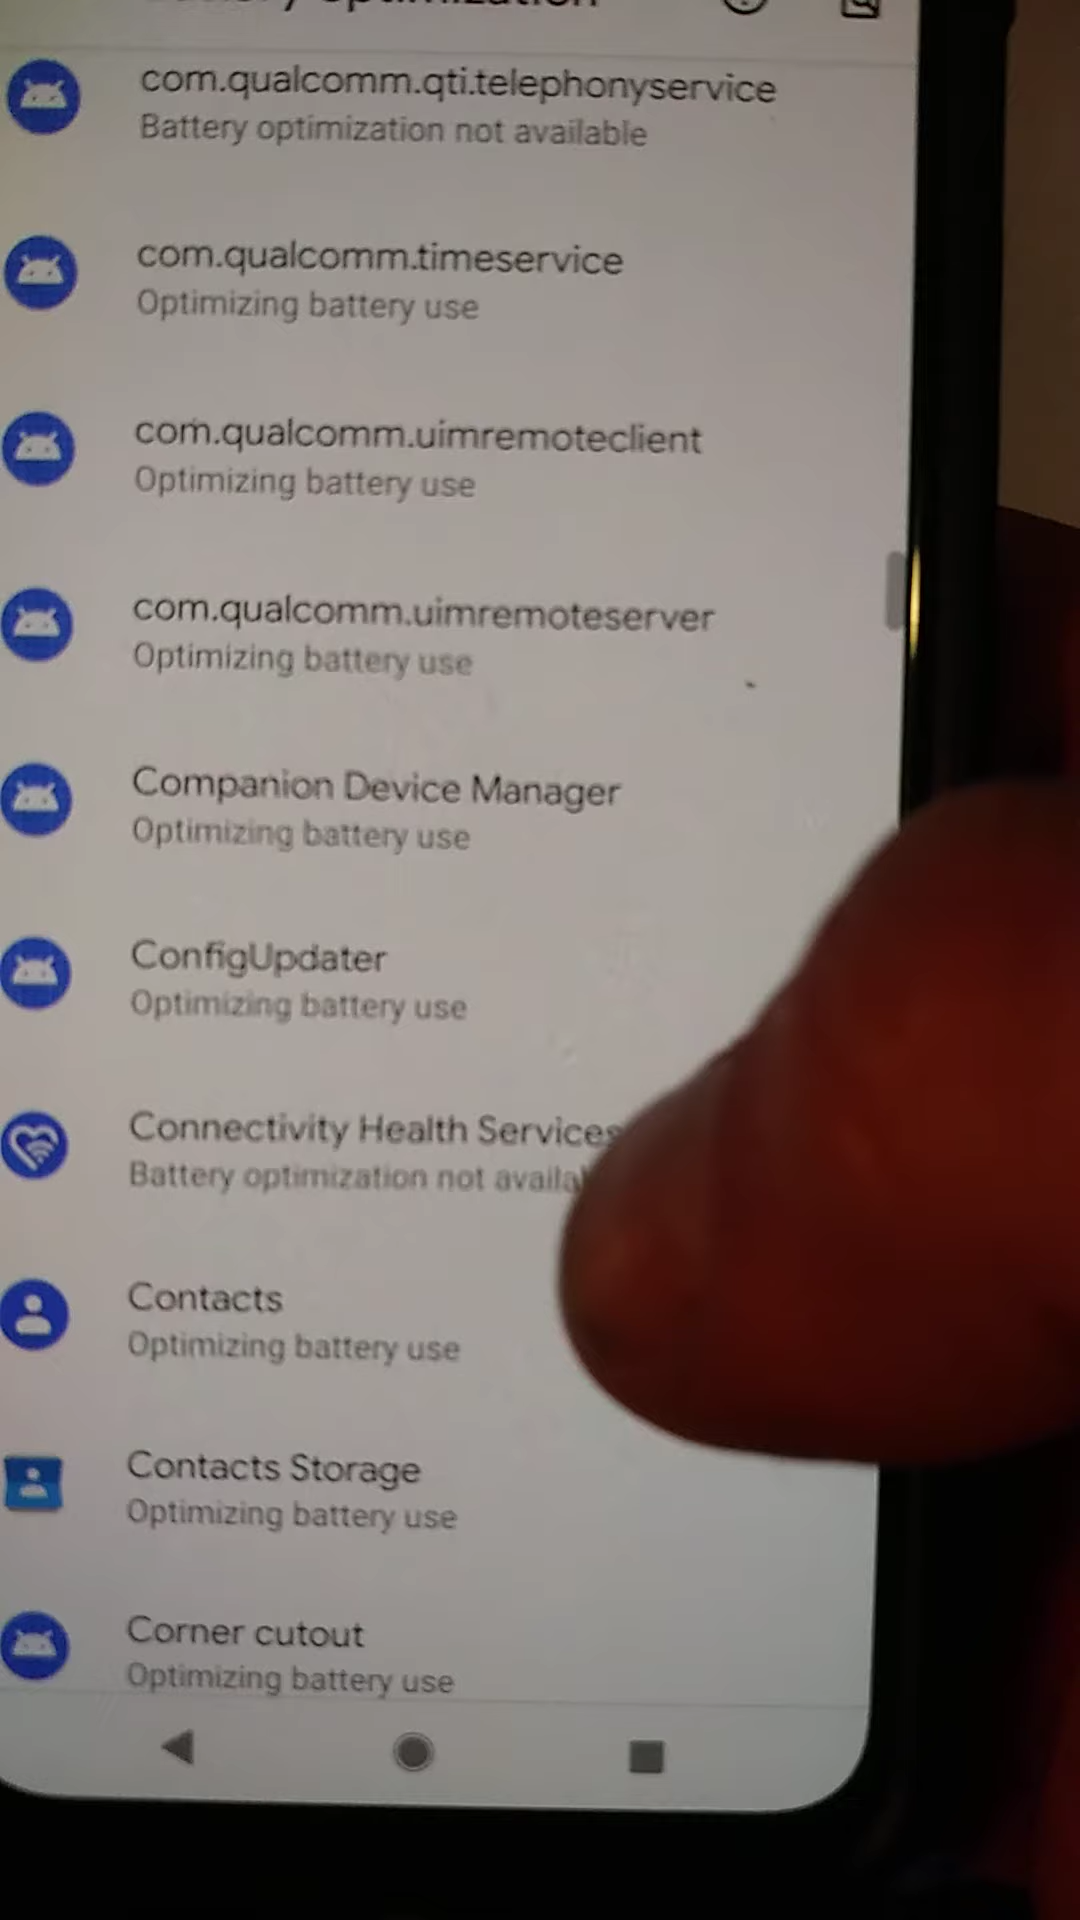 com.qualcomm.qti.telephonyservice
Battery optimization not available
com.qualcomm.timeservice
Optimizing battery use
com.qualcomm.uimremoteclient
Optimizing battery use
com.qualcomm.uimremoteserver
Optimizing battery use
Companion Device Manager
Optimizing battery use
ConfigUpdater
Optimizing battery use
Connectivity Health Services
Battery optimization not
Contacts
Optimizing battery use
Contacts Storage
Optimizing battery use
Corner cutout
Optimizing battery use